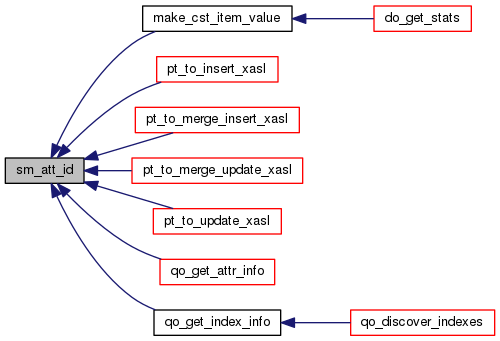 make_cst_item_value
do_get_stats
pt_to_insert_xasl
pt_to_merge_insert_xasl
sm_att_id
pt_to_merge_update_xasl
pt_to_update_xasl
qo_get_attr_info
qo_get_index_info
qo_discover_indexes